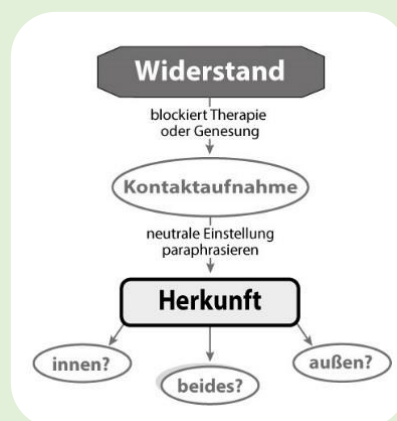 Widerstand
blockiert Therapie
oder Genesung
Kontaktaufnahme
neutrale Einstellung
paraphrasieren
Herkunft
innen?
beides?
außen?